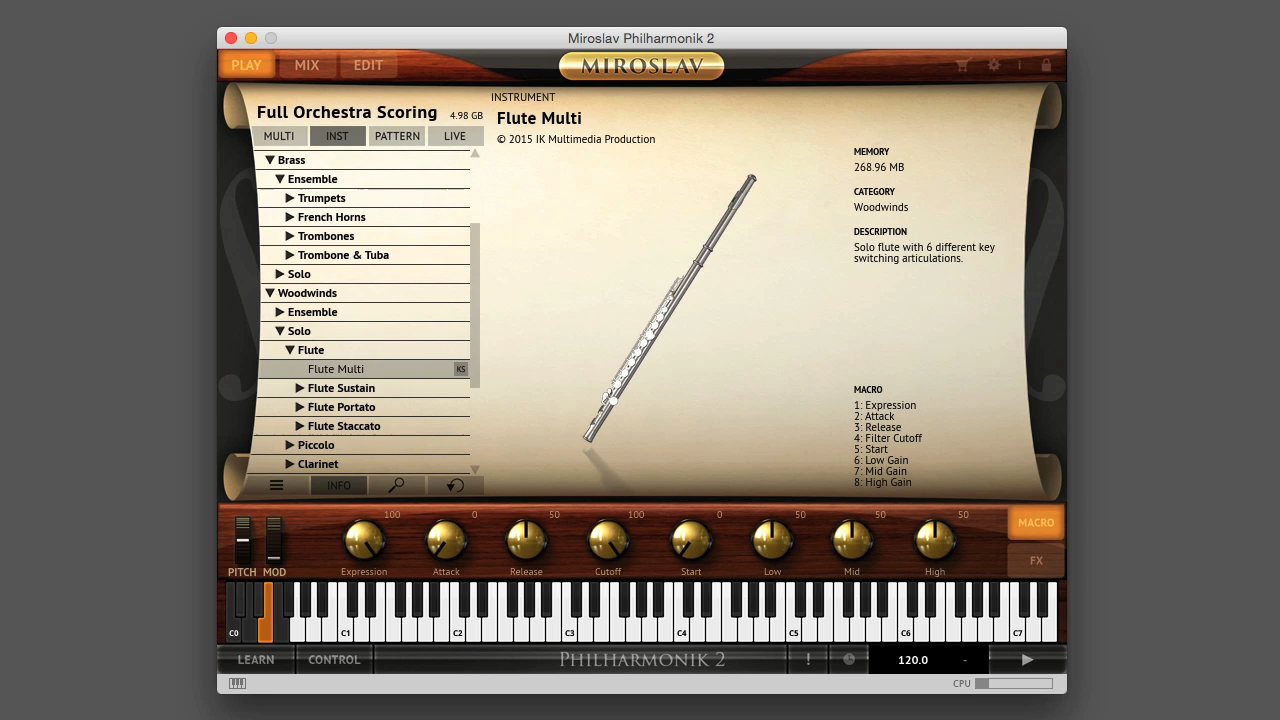 Miroslav Philharmonik 2
PLAY MIX EDIT
MIROSLAV
i
INSTRUMENT
Full Orchestra Scoring 4.98 GB
Flute Multi
MULTI INST PATTERN LIVE
© 2015 IK Multimedia Production
Brass
Ensemble
Trumpets
French Horns
Trombones
Trombone & Tuba
Solo
Woodwinds
Ensemble
Solo
Flute
Flute Multi KS
Flute Sustain
Flute Portato
Flute Staccato
Piccolo
Clarinet
INFO
MEMORY
268.96 MB
CATEGORY
Woodwinds
DESCRIPTION
Solo flute with 6 different key
switching articulations.
MACRO
1: Expression
2: Attack
3: Release
4: Filter Cutoff
5: Start
6: Low Gain
7: Mid Gain
8: High Gain
100 0 50 100 0 50 50 50
MACRO
FX
PITCH MOD Expression Attack Release Cutoff Start Low Mid High
C0 C1 C2 C3 C4 C5 C6 C7
LEARN CONTROL PHILHARMONIK 2 ! 120.0 -
CPU